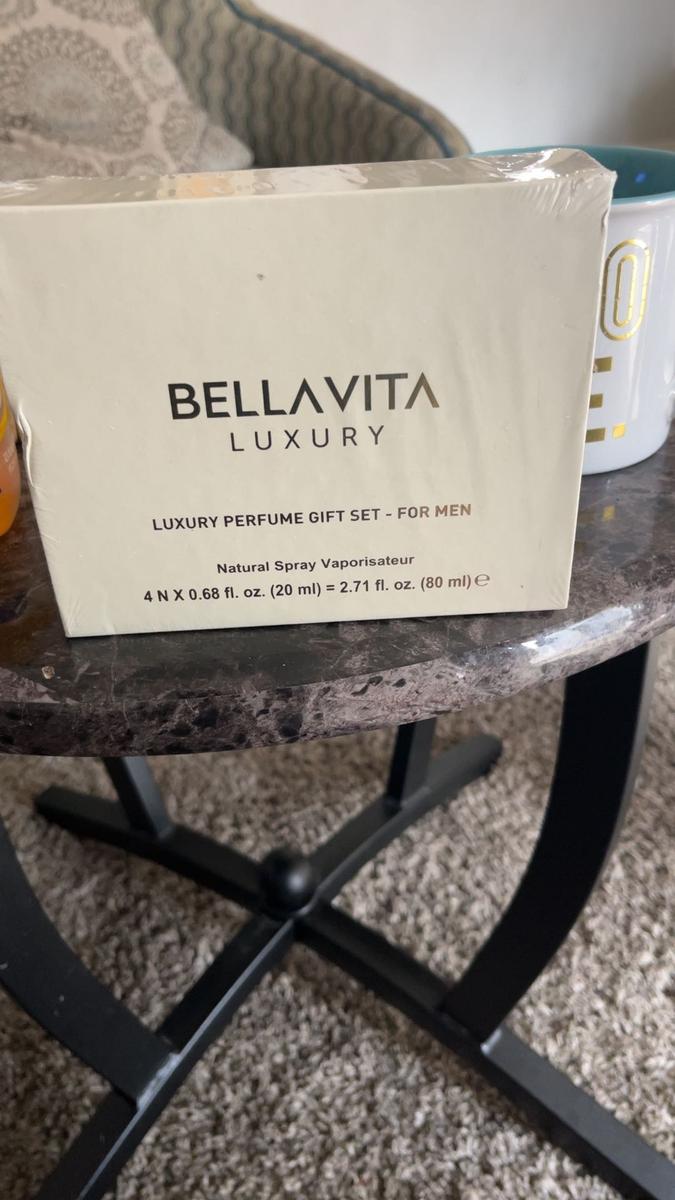 BELLAVITA
LUXURY
LUXURY PERFUME GIFT SET - FOR MEN
Natural Spray Vaporisateur
4 N X 0.68 fl. oz. (20 ml) = 2.71 fl. oz. (80 ml) ℮
O
E.